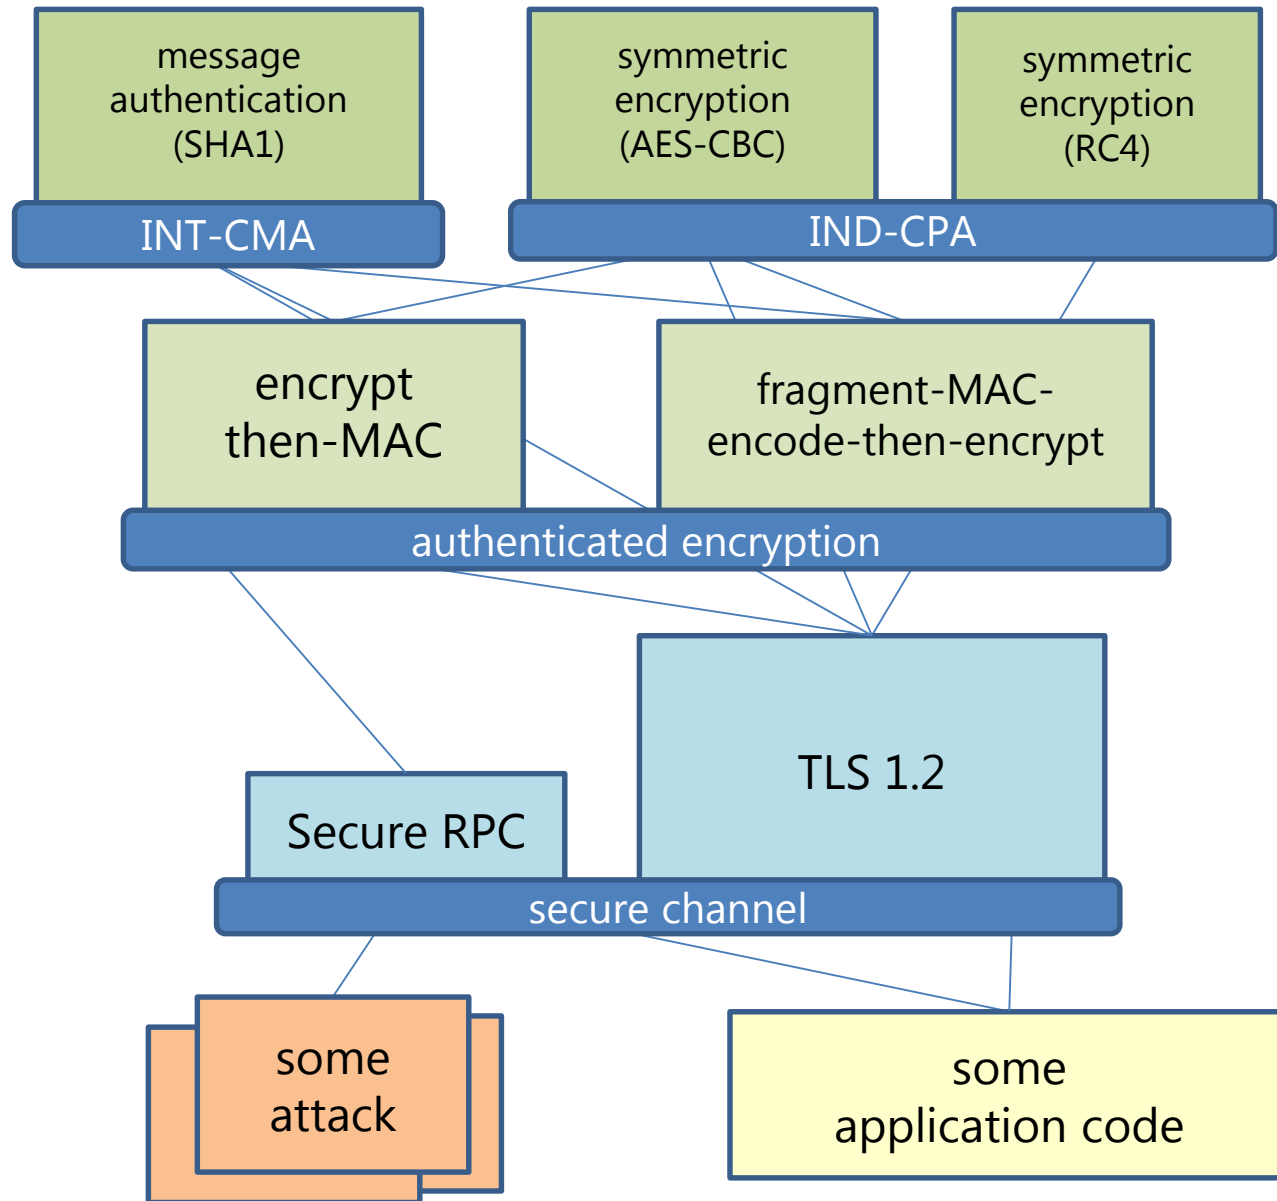 message
authentication
(SHA1)
symmetric
encryption
(AES-CBC)
symmetric
encryption
(RC4)
INT-CMA
IND-CPA
encrypt
then-MAC
fragment-MAC-
encode-then-encrypt
authenticated encryption
TLS 1.2
Secure RPC
secure channel
some
attack
some
application code